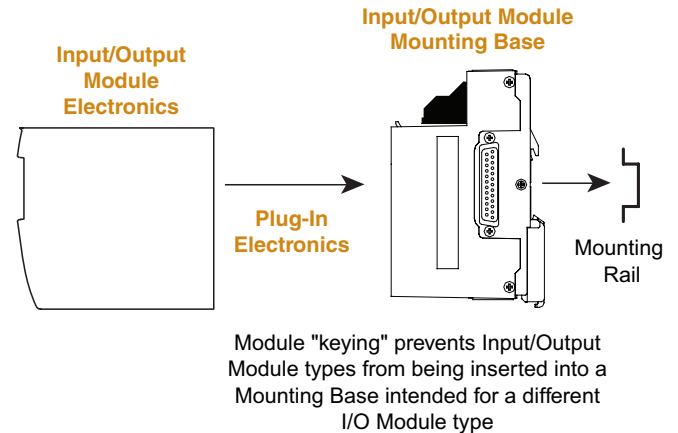 Input/Output Module
Mounting Base
Input/Output
Module
Electronics
Plug-In
Electronics
Mounting
Rail
Module "keying" prevents Input/Output
Module types from being inserted into a
Mounting Base intended for a different
I/O Module type